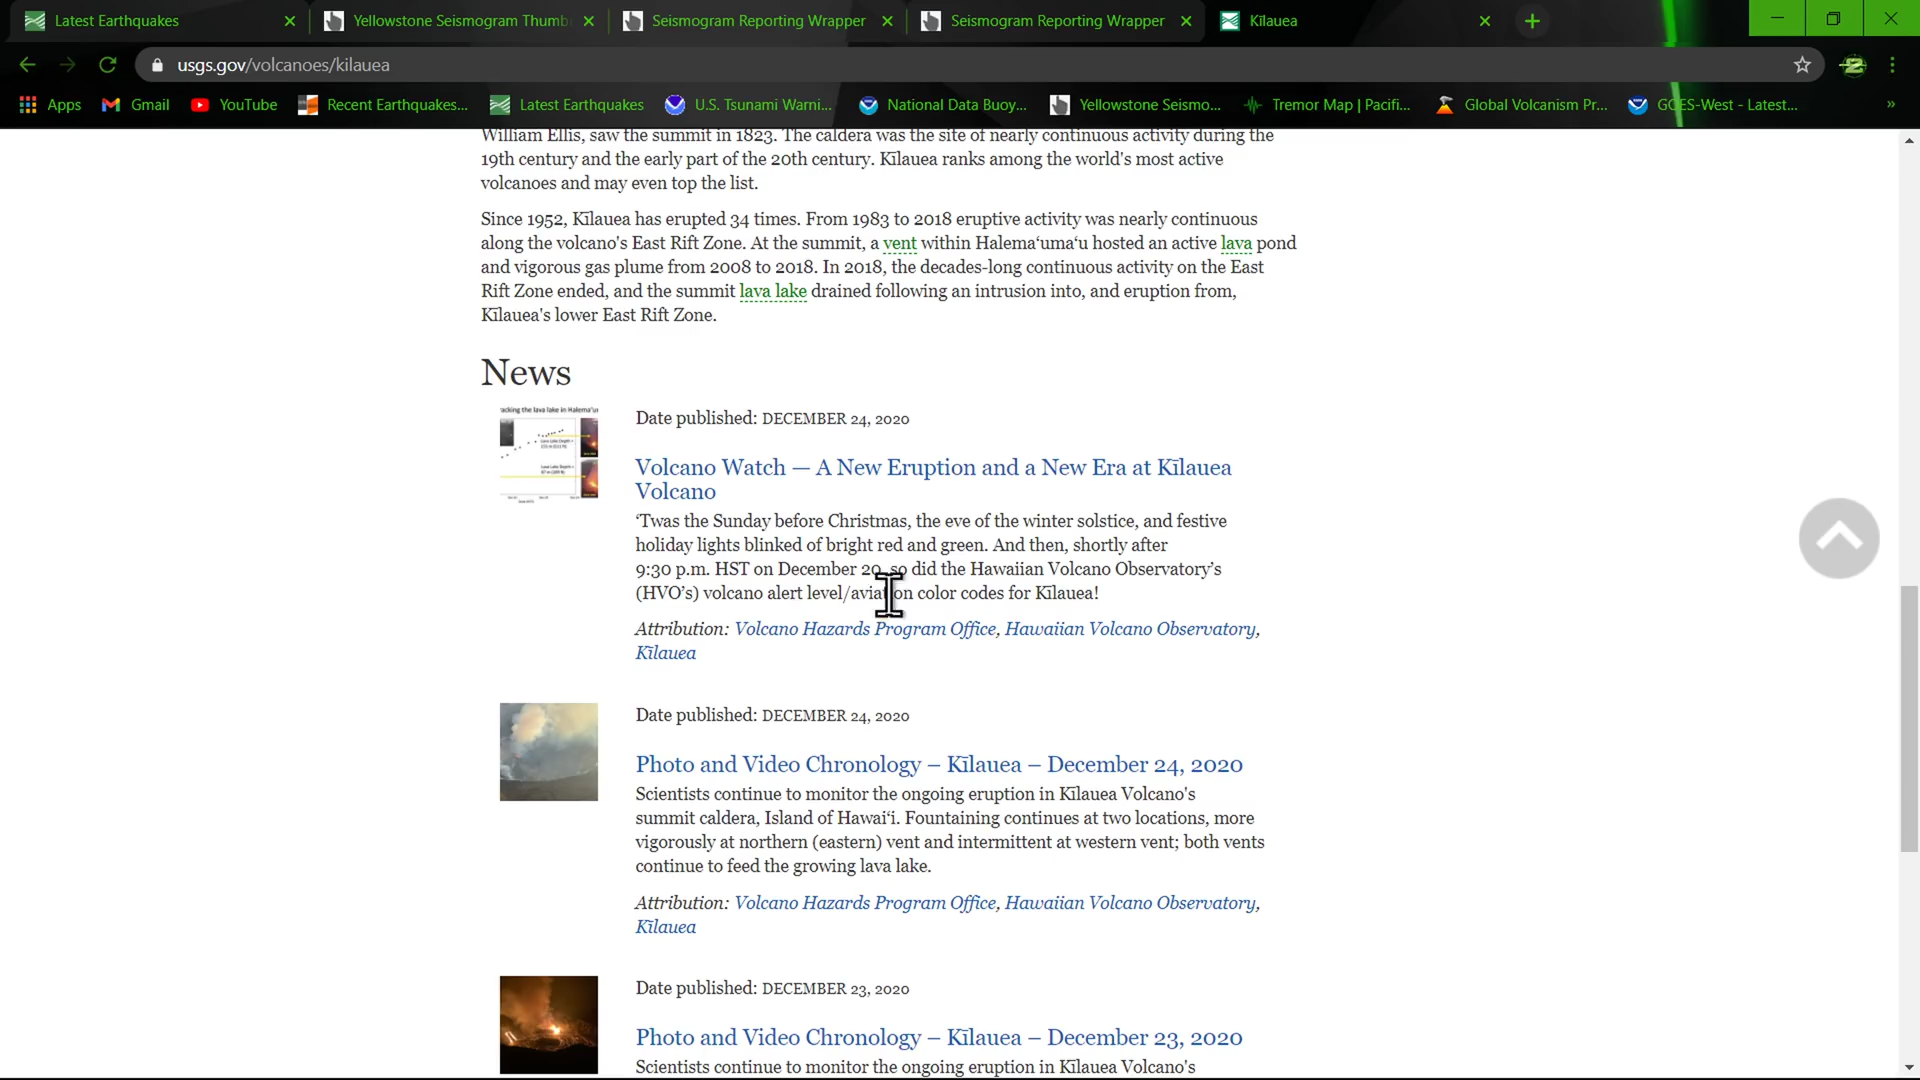 Latest Earthquakes
Yellowstone Seismogram Thumb
Seismogram Reporting Wrapper
Seismogram Reporting Wrapper
Kīlauea
usgs.gov/volcanoes/kilauea
Apps
Gmail
YouTube
Recent Earthquakes...
Latest Earthquakes
U.S. Tsunami Warni...
National Data Buoy...
Yellowstone Seismo...
Tremor Map | Pacifi...
Global Volcanism Pr...
GOES-West - Latest...
William Ellis, saw the summit in 1823. The caldera was the site of nearly continuous activity during the
19th century and the early part of the 20th century. Kīlauea ranks among the world's most active
volcanoes and may even top the list.
Since 1952, Kīlauea has erupted 34 times. From 1983 to 2018 eruptive activity was nearly continuous
along the volcano's East Rift Zone. At the summit, a vent within Halemaʻumaʻu hosted an active lava pond
and vigorous gas plume from 2008 to 2018. In 2018, the decades-long continuous activity on the East
Rift Zone ended, and the summit lava lake drained following an intrusion into, and eruption from,
Kīlauea's lower East Rift Zone.
News
Date published: DECEMBER 24, 2020
Volcano Watch — A New Eruption and a New Era at Kīlauea
Volcano
‘Twas the Sunday before Christmas, the eve of the winter solstice, and festive
holiday lights blinked of bright red and green. And then, shortly after
9:30 p.m. HST on December 20, so did the Hawaiian Volcano Observatory’s
(HVO’s) volcano alert level/aviation color codes for Kīlauea!
Attribution: Volcano Hazards Program Office, Hawaiian Volcano Observatory,
Kīlauea
Date published: DECEMBER 24, 2020
Photo and Video Chronology – Kīlauea – December 24, 2020
Scientists continue to monitor the ongoing eruption in Kīlauea Volcano's
summit caldera, Island of Hawaiʻi. Fountaining continues at two locations, more
vigorously at northern (eastern) vent and intermittent at western vent; both vents
continue to feed the growing lava lake.
Attribution: Volcano Hazards Program Office, Hawaiian Volcano Observatory,
Kīlauea
Date published: DECEMBER 23, 2020
Photo and Video Chronology – Kīlauea – December 23, 2020
Scientists continue to monitor the ongoing eruption in Kīlauea Volcano's